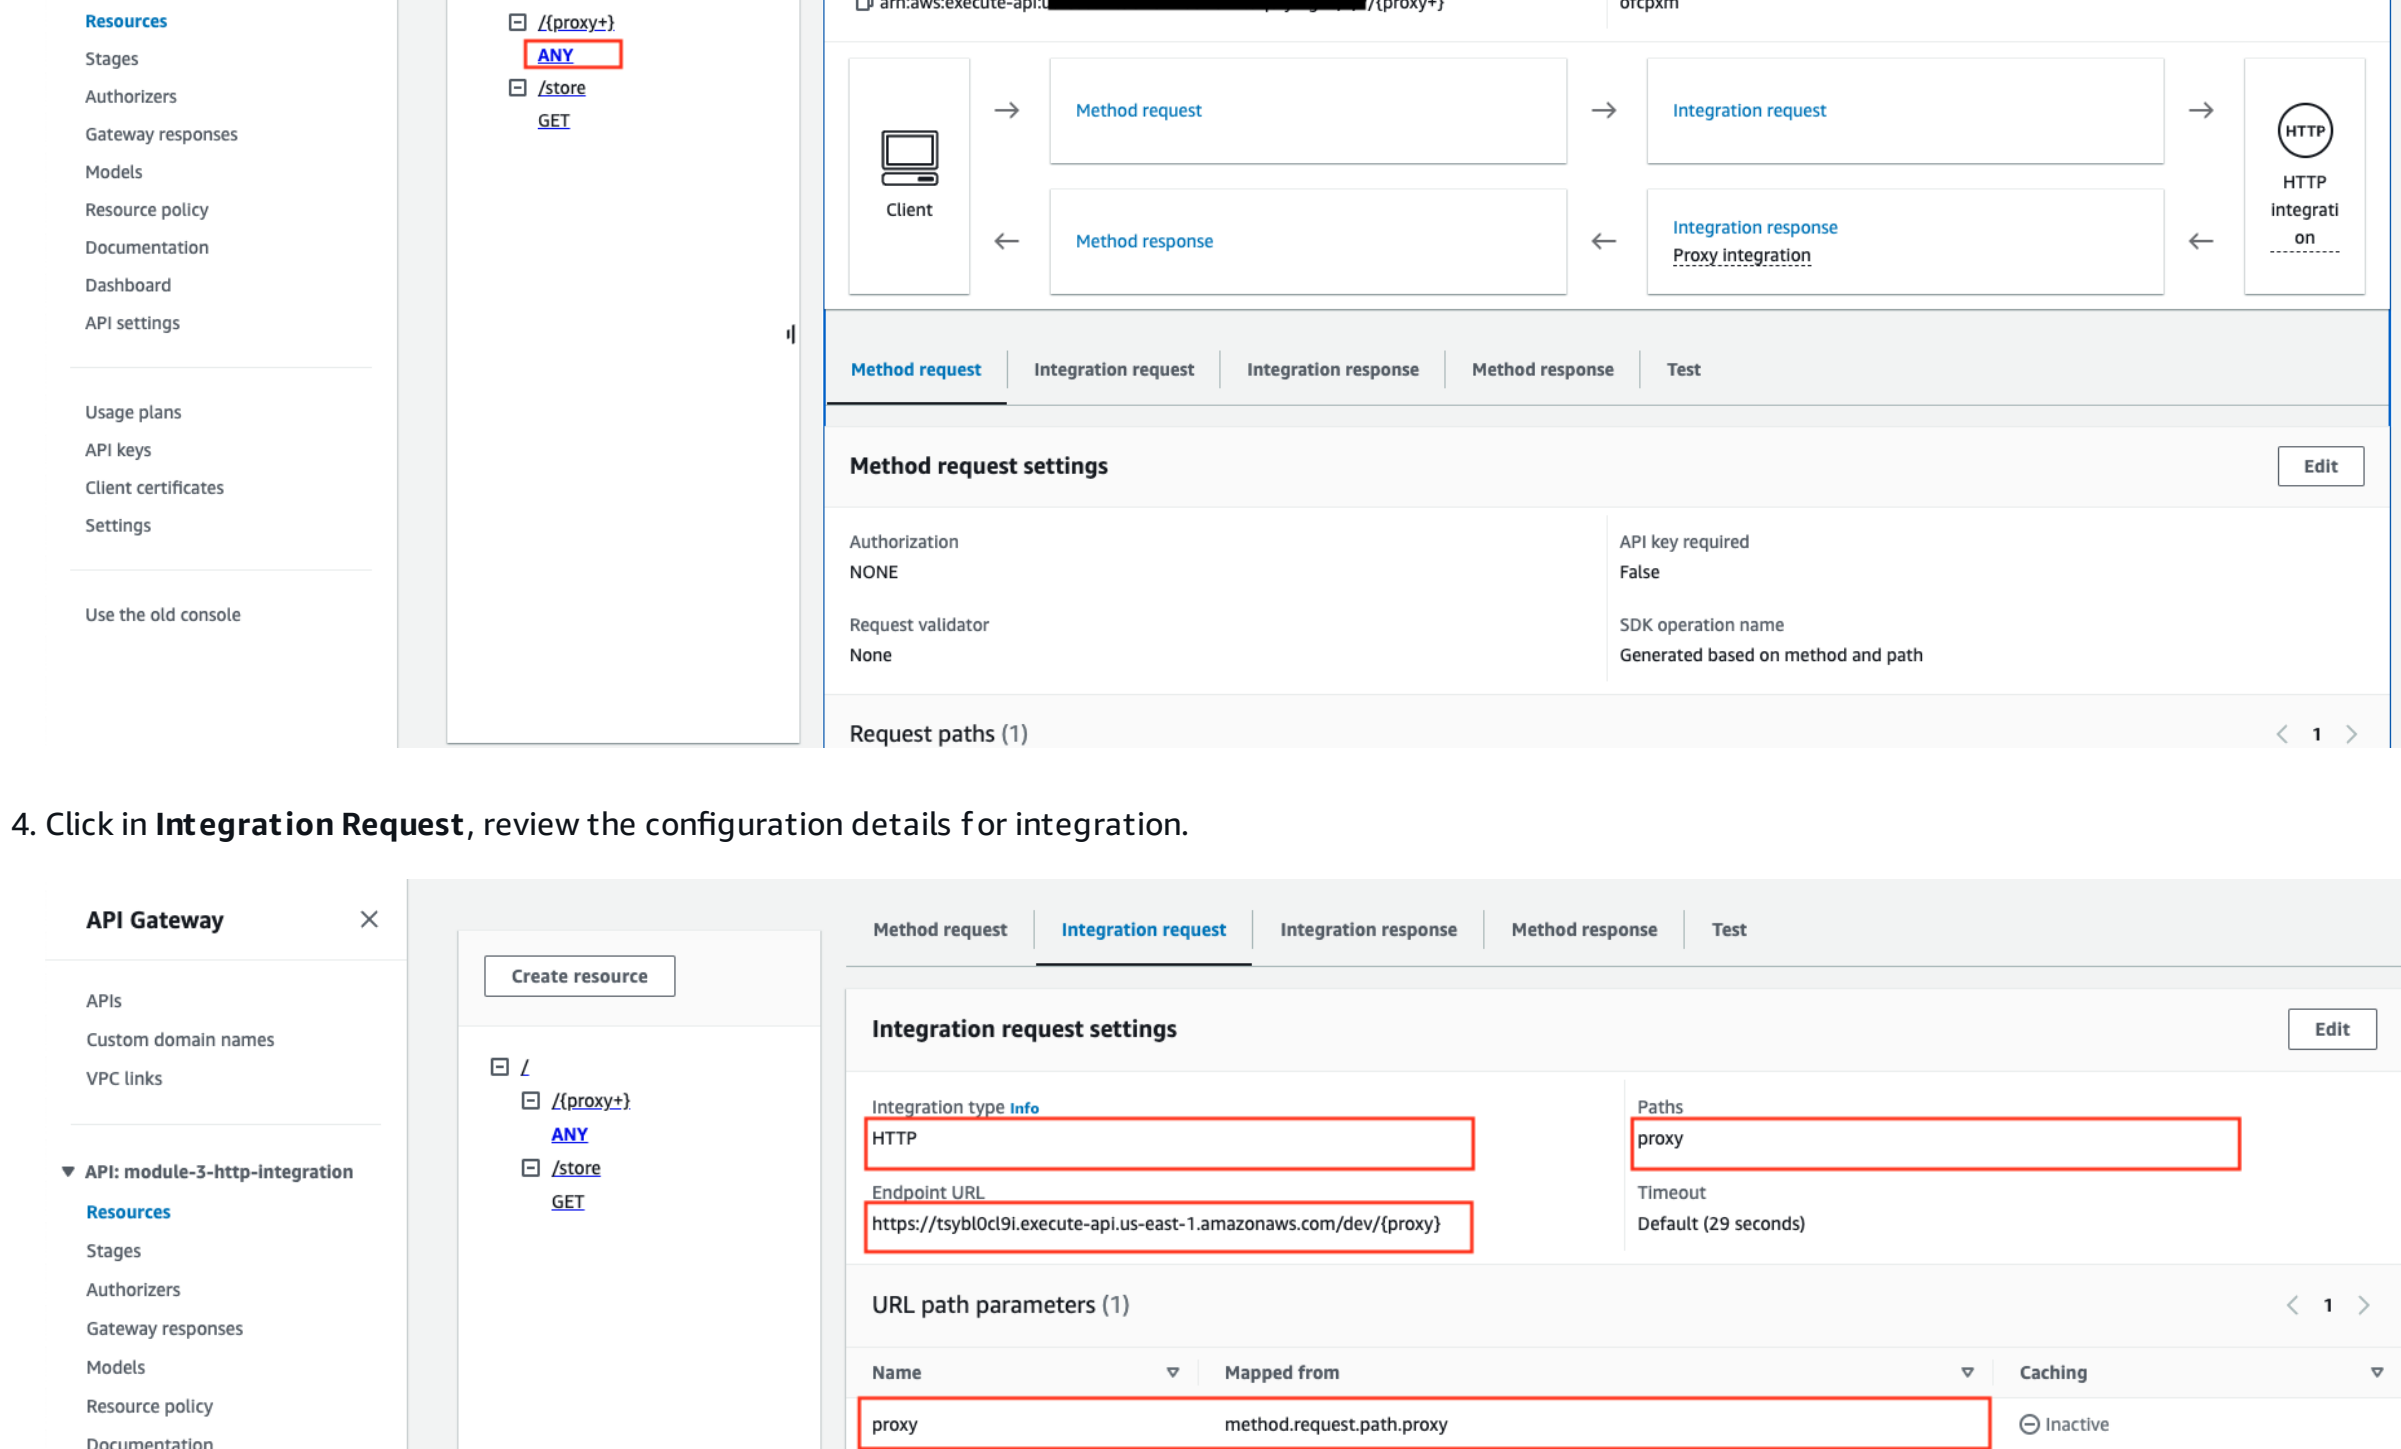 Resources
Stages
Authorizers
Gateway responses
Models
Resource policy
Documentation
Dashboard
API settings
Usage plans
API keys
Client certificates
Settings
Use the old console
/{proxy+}
ANY
/store
GET
arn:aws:execute-api:u /{proxy+}
ofcpxm
Client
Method request
Integration request
HTTP
HTTP
integrati
on
Method response
Integration response
Proxy integration
Method request
Integration request
Integration response
Method response
Test
Method request settings
Edit
Authorization
NONE
API key required
False
Request validator
None
SDK operation name
Generated based on method and path
Request paths (1)
1
4. Click in Integration Request, review the configuration details for integration.
API Gateway
APIs
Custom domain names
VPC links
API: module-3-http-integration
Resources
Stages
Authorizers
Gateway responses
Models
Resource policy
Documentation
Create resource
/
/{proxy+}
ANY
/store
GET
Method request
Integration request
Integration response
Method response
Test
Integration request settings
Edit
Integration type Info
HTTP
Paths
proxy
Endpoint URL
https://tsybl0cl9i.execute-api.us-east-1.amazonaws.com/dev/{proxy}
Timeout
Default (29 seconds)
URL path parameters (1)
1
Name
Mapped from
Caching
proxy
method.request.path.proxy
Inactive